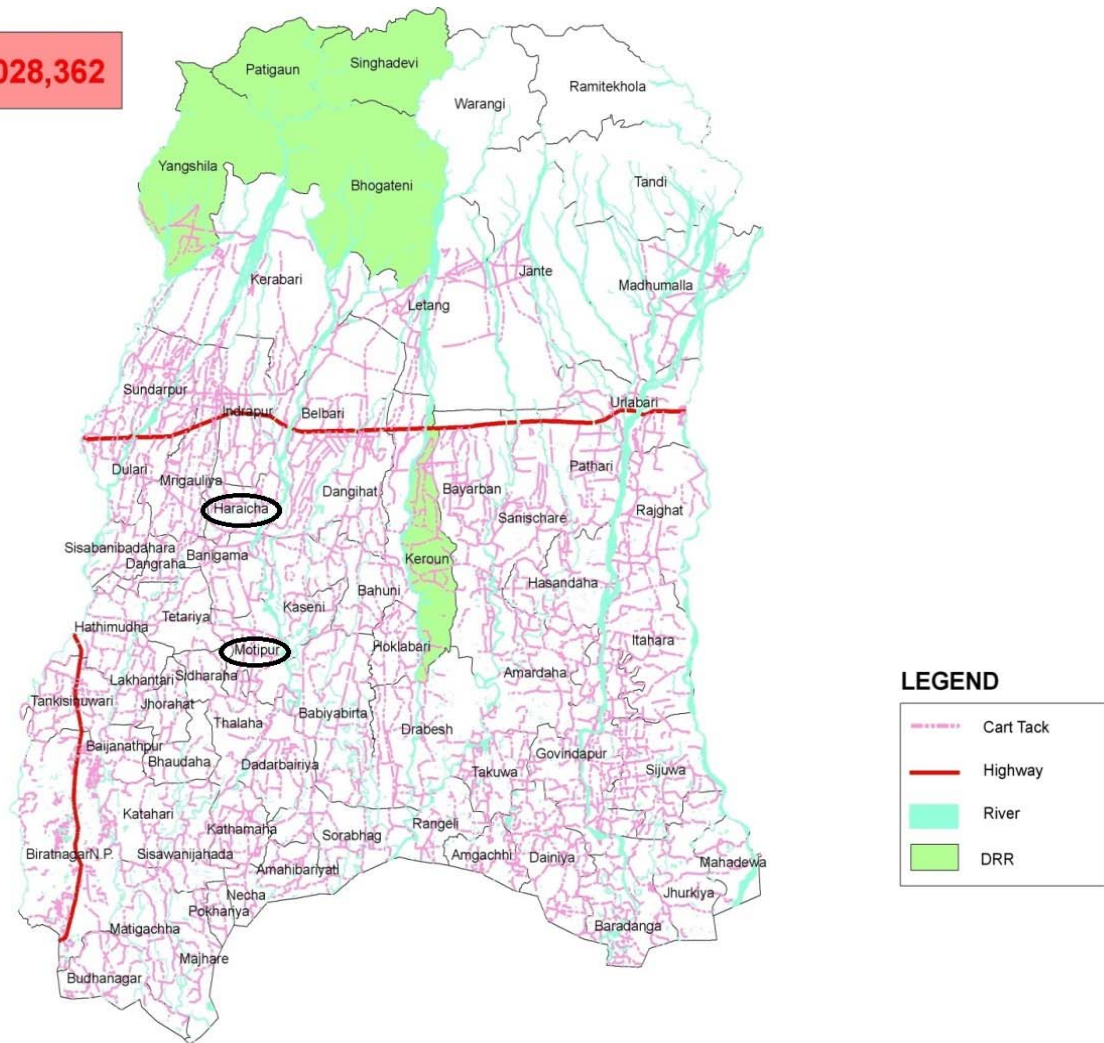 028,362
Patigaun
Singhadevi
Warangi
Ramitekhola
Yangshila
Bhogateni
Tandi
Kerabari
Jante
Madhumalla
Letang
Sundarpur
Indrapur
Belbari
Urlabari
Dulari
Mrigauliya
Dangihat
Bayarban
Pathari
Haraicha
Sanischare
Rajghat
Sisabanibadahara
Dangraha
Banigama
Keroun
Hasandaha
Bahuni
Kaseni
Tetariya
Hathimudha
Motipur
Hoklabari
Itahara
Lakhantari
Sidharaha
Amardaha
Tankisinuwari
Jhorahat
Thalaha
Babiyabirta
Drabesh
Baijanathpur
Bhaudaha
Dadarbairiya
Govindapur
Takuwa
Sijuwa
Katahari
Kathamaha
Sorabhag
Rangeli
BiratnagarN.P.
Sisawanijahada
Amgachhi
Dainiya
Mahadewa
Amahibariyati
Necha
Pokhanya
Jhurkiya
Matigachha
Baradanga
Majhare
Budhanagar
LEGEND
Cart Tack
Highway
River
DRR